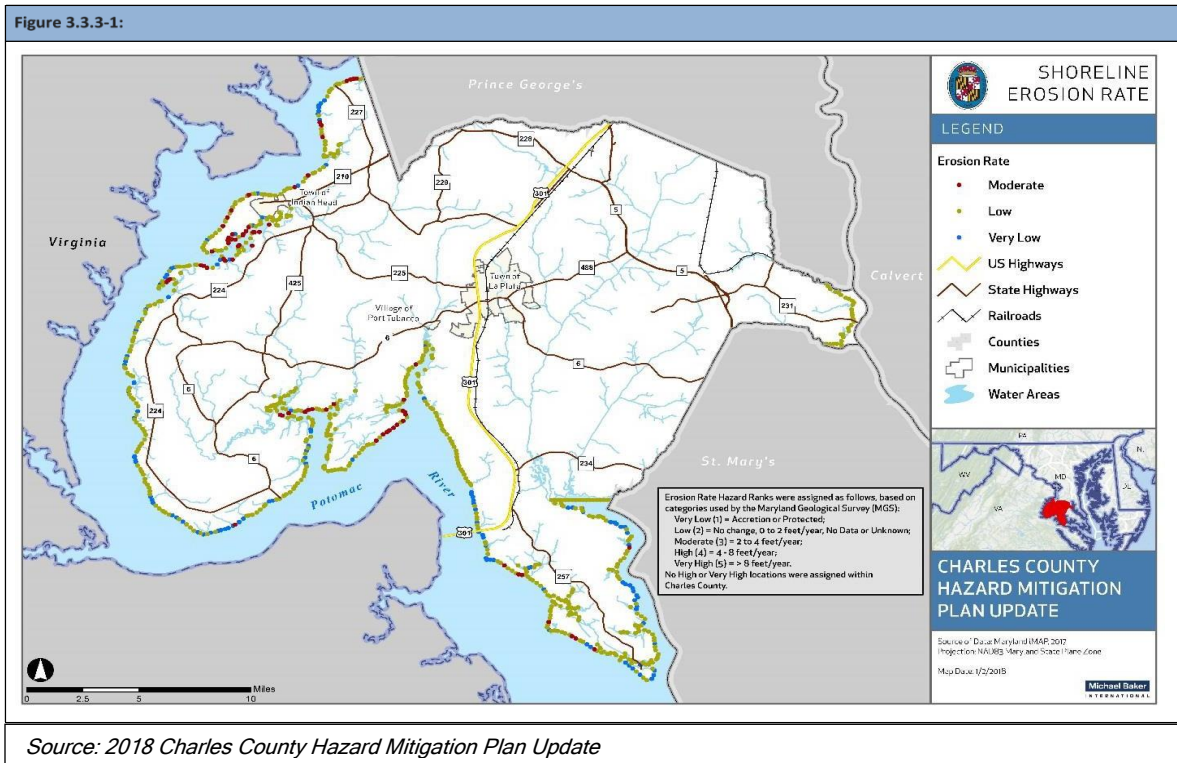 Figure 3.3.3-1:
Prince George's
227
228
210
Town of
Indian Head
229
301
5
Virginia
Calvert
488
5
225
Town of
La Plata
224
425
231
Village of
Port Tobacco
6
6
301
6
224
St. Mary's
6
234
Potomac
River
301
257
Erosion Rate Hazard Ranks were assigned as follows, based on
categories used by the Maryland Geological Survey (MGS):
Very Low (1) = Accretion or Protected;
Low (2) = No change, 0 to 2 feet/year, No Data or Unknown;
Moderate (3) = 2 to 4 feet/year;
High (4) = 4 - 8 feet/year;
Very High (5) = > 8 feet/year.
No High or Very High locations were assigned within
Charles County.
Miles
0 2.5 5 10
SHORELINE
EROSION RATE
LEGEND
Erosion Rate
Moderate
Low
Very Low
US Highways
State Highways
Railroads
Counties
Municipalities
Water Areas
PA
WV
MD
DE
VA
CHARLES COUNTY
HAZARD MITIGATION
PLAN UPDATE
Source of Data: Maryland iMAP, 2017
Projection: NAD83 Maryland State Plane Zone
Map Date: 1/2/2018
Michael Baker
INTERNATIONAL
Source: 2018 Charles County Hazard Mitigation Plan Update